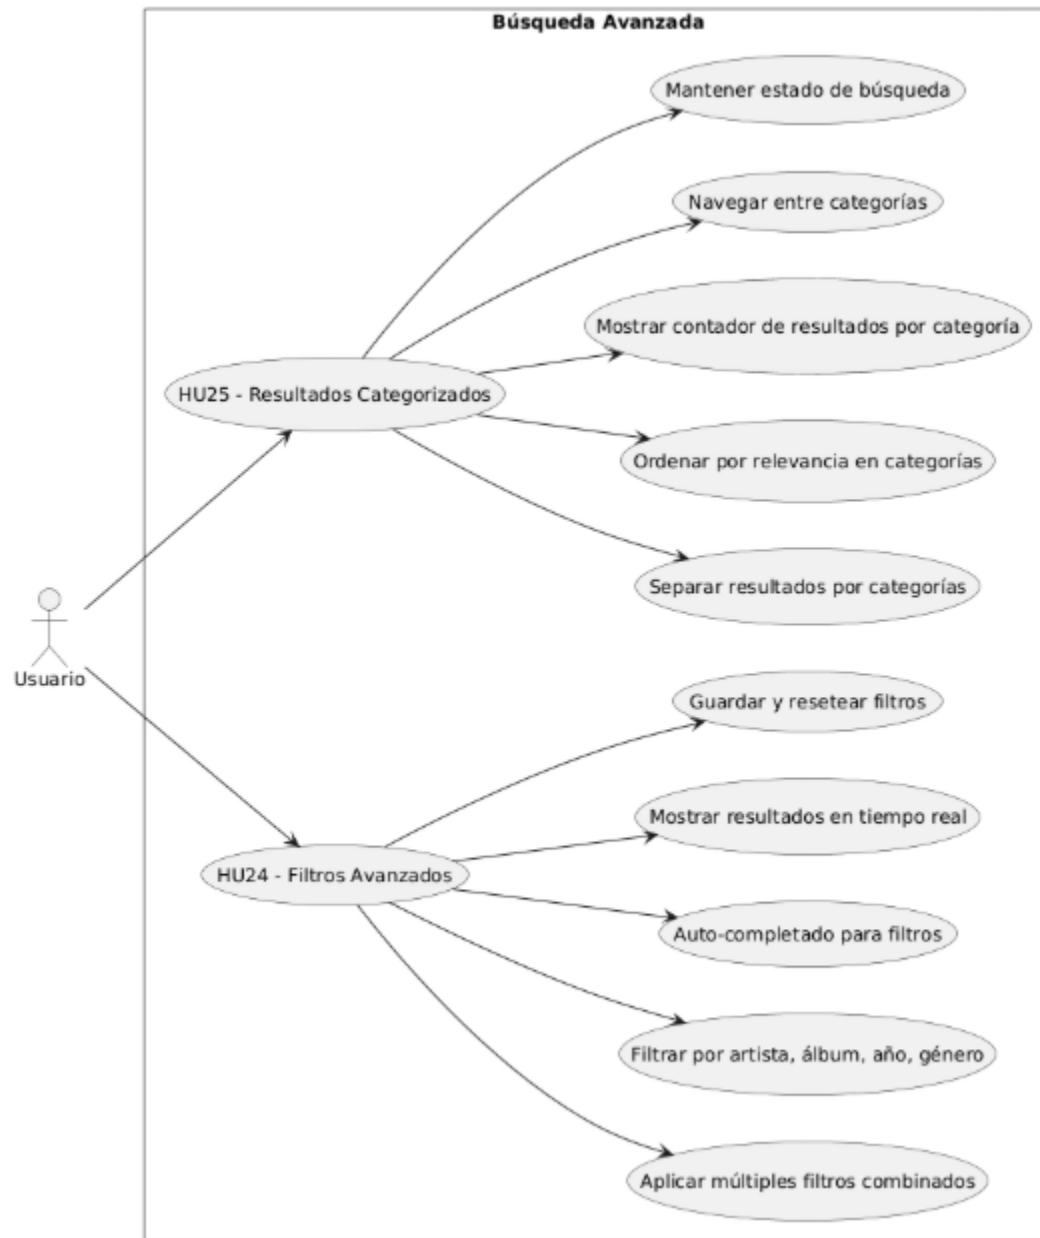 Búsqueda Avanzada
Mantener estado de búsqueda
Navegar entre categorías
Mostrar contador de resultados por categoría
HU25 - Resultados Categorizados
Ordenar por relevancia en categorías
Separar resultados por categorías
Usuario
Guardar y resetear filtros
Mostrar resultados en tiempo real
HU24 - Filtros Avanzados
Auto-completado para filtros
Filtrar por artista, álbum, año, género
Aplicar múltiples filtros combinados